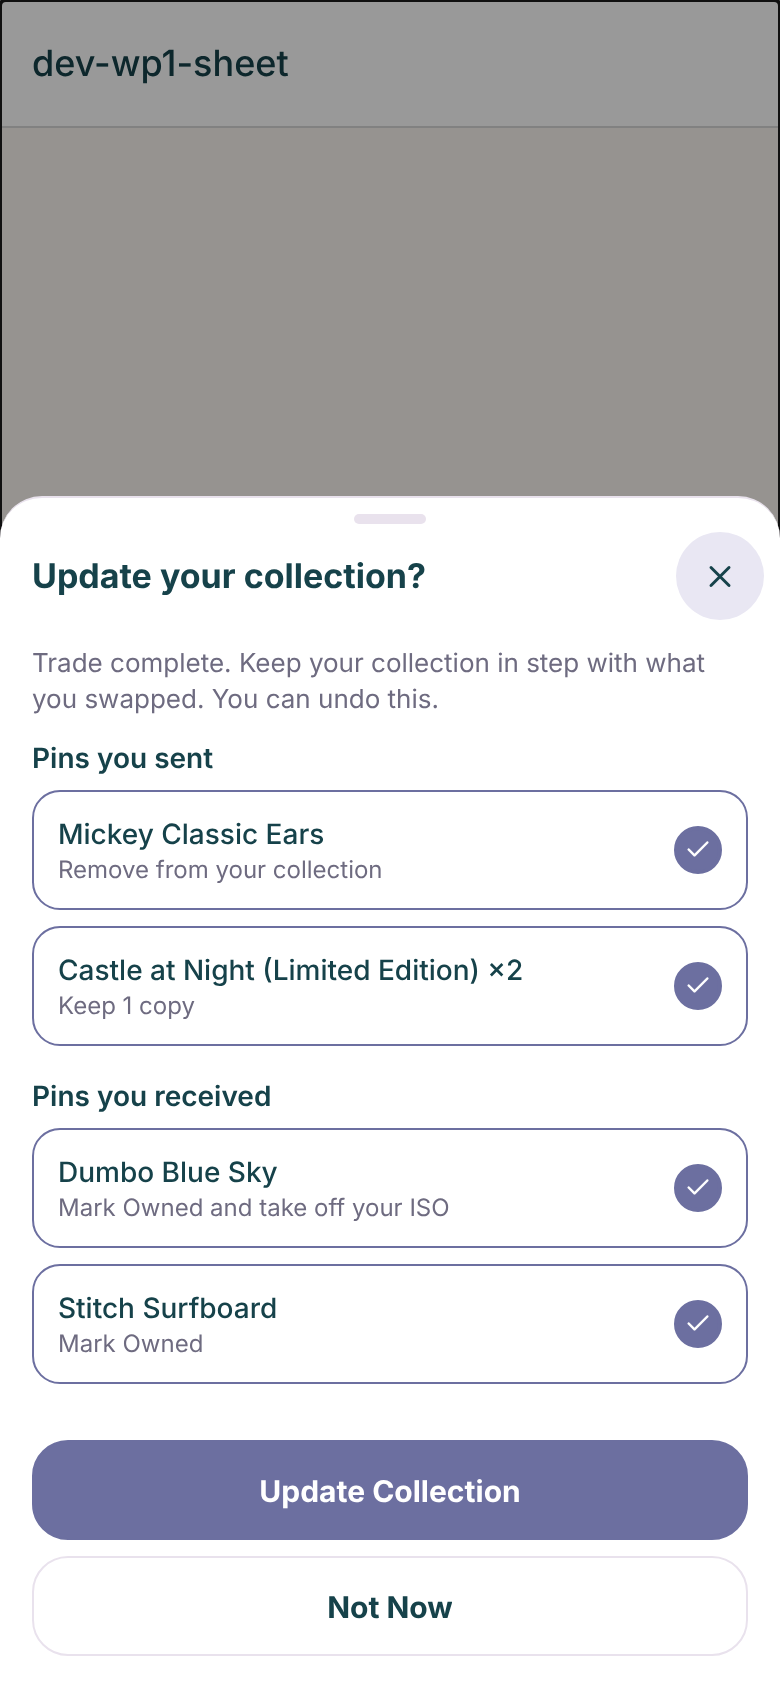 dev-wp1-sheet
Update your collection?
Trade complete. Keep your collection in step with what
you swapped. You can undo this.
Pins you sent
Mickey Classic Ears
Remove from your collection
Castle at Night (Limited Edition) ×2
Keep 1 copy
Pins you received
Dumbo Blue Sky
Mark Owned and take off your ISO
Stitch Surfboard
Mark Owned
Update Collection
Not Now